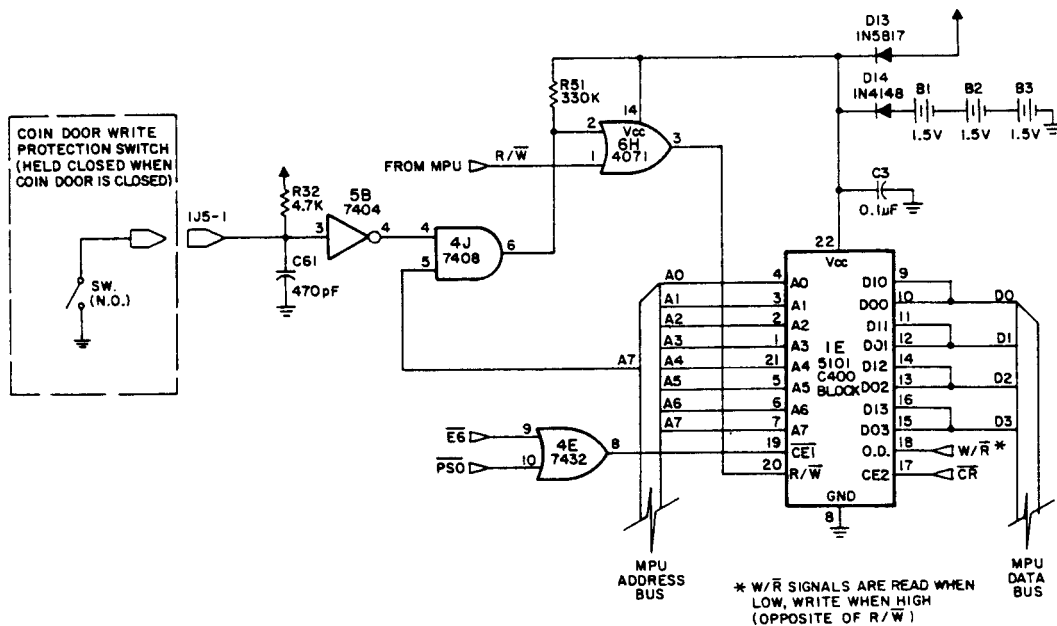 COIN DOOR WRITE
PROTECTION SWITCH
(HELD CLOSED WHEN
COIN DOOR IS CLOSED)
SW.
(N.O.)
1J5-1
R32
4.7K
C61
470pF
5B
7404
3
4
4
5
4J
7408
6
R51
330K
FROM MPU
R/W̅
2
1
14
Vcc
6H
4071
3
D13
1N5817
D14
1N4148
B1
B2
B3
1.5V
1.5V
1.5V
C3
0.1µF
22
Vcc
A7
A0
4
A0
A1
3
A1
A2
2
A2
A3
1
A3
A4
21
A4
A5
5
A5
A6
6
A6
A7
7
A7
19
C̅E̅1̅
20
R/W̅
1E
5101
C400
BLOCK
GND
8
DI0
9
DO0
10
D0
DI1
11
DO1
12
D1
DI2
14
DO2
13
D2
DI3
16
DO3
15
D3
O.D.
18
W/R̅ *
CE2
17
C̅R̅
E̅6̅
9
P̅S̅0̅
10
4E
7432
8
MPU
ADDRESS
BUS
MPU
DATA
BUS
* W/R̅ SIGNALS ARE READ WHEN
LOW, WRITE WHEN HIGH
(OPPOSITE OF R/W̅)